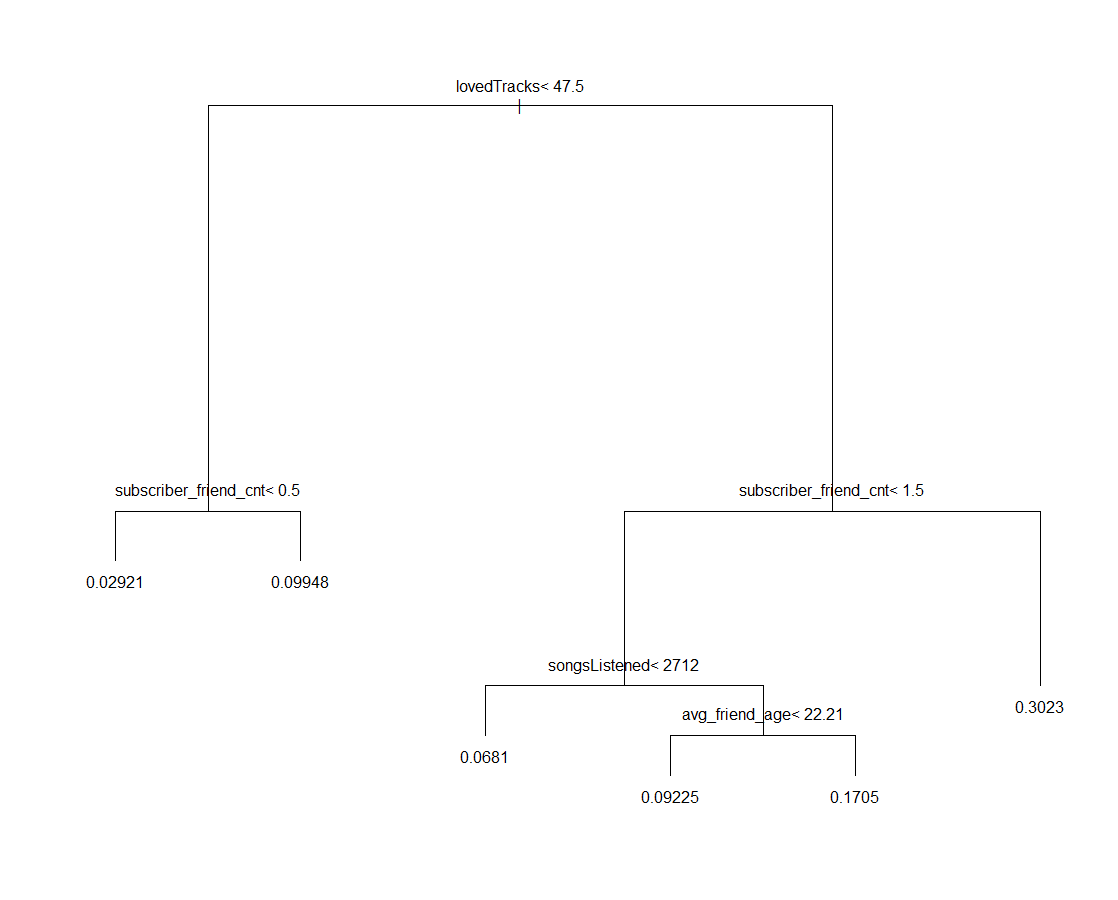 lovedTracks< 47.5
subscriber_friend_cnt< 0.5
subscriber_friend_cnt< 1.5
0.02921
0.09948
songsListened< 2712
0.3023
avg_friend_age< 22.21
0.0681
0.09225
0.1705